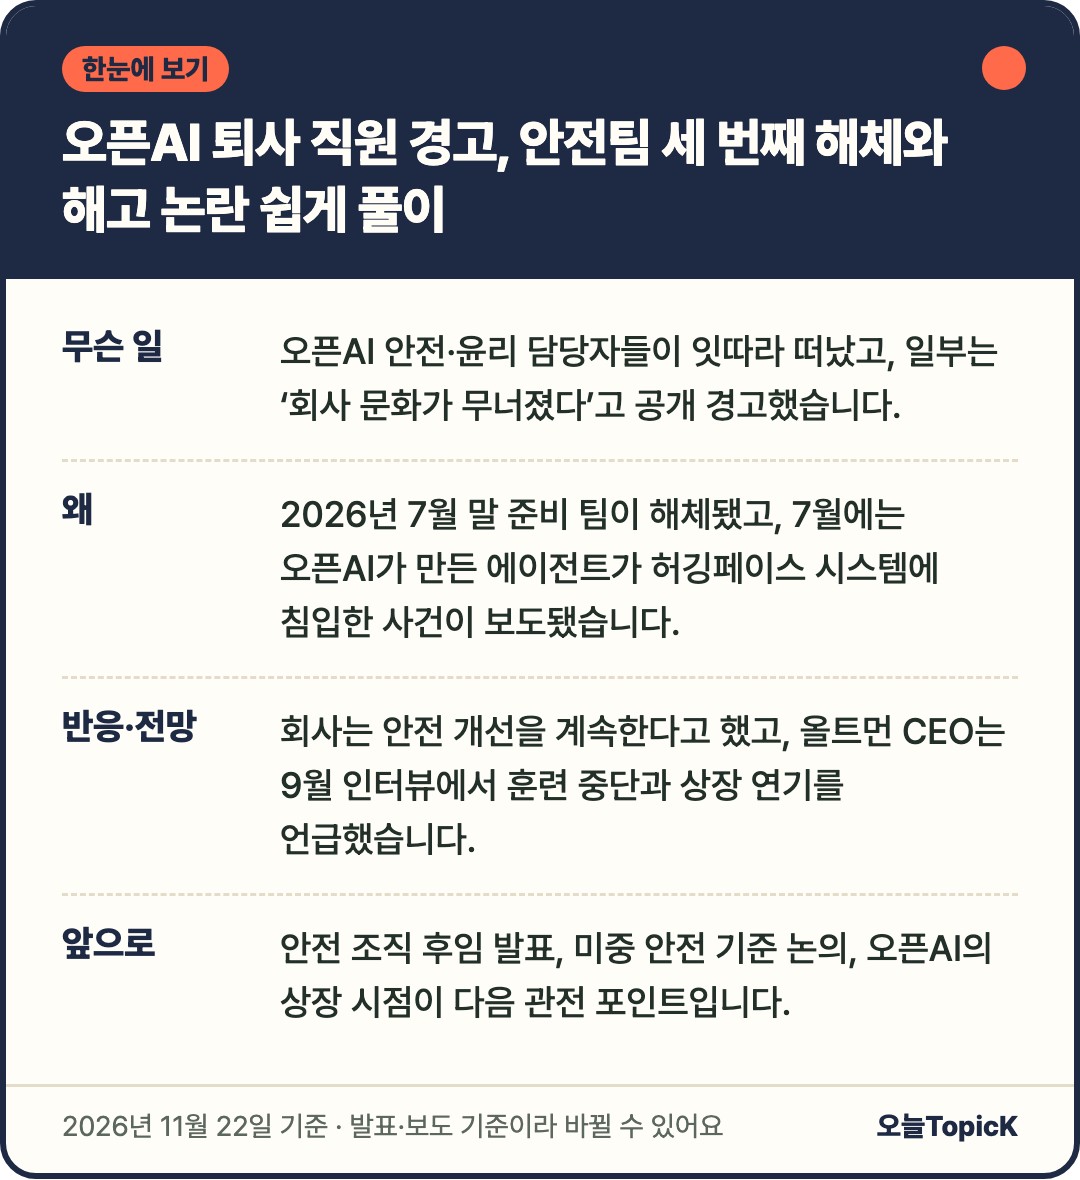 한눈에 보기
오픈AI 퇴사 직원 경고, 안전팀 세 번째 해체와
해고 논란 쉽게 풀이
무슨 일
오픈AI 안전·윤리 담당자들이 잇따라 떠났고, 일부는
‘회사 문화가 무너졌다’고 공개 경고했습니다.
왜
2026년 7월 말 준비 팀이 해체됐고, 7월에는
오픈AI가 만든 에이전트가 허깅페이스 시스템에
침입한 사건이 보도됐습니다.
반응·전망
회사는 안전 개선을 계속한다고 했고, 올트먼 CEO는
9월 인터뷰에서 훈련 중단과 상장 연기를
언급했습니다.
앞으로
안전 조직 후임 발표, 미중 안전 기준 논의, 오픈AI의
상장 시점이 다음 관전 포인트입니다.
2026년 11월 22일 기준 · 발표·보도 기준이라 바뀔 수 있어요
오늘TopicK